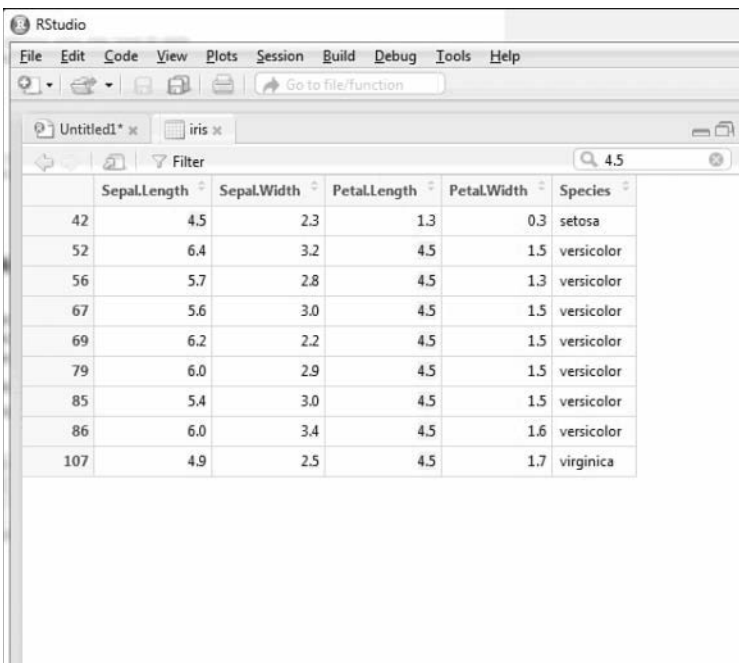 RStudio
File Edit Code View Plots Session Build Debug Tools Help
Go to file/function
Untitled1* iris
Filter 4.5
Sepal.Length Sepal.Width Petal.Length Petal.Width Species
42 4.5 2.3 1.3 0.3 setosa
52 6.4 3.2 4.5 1.5 versicolor
56 5.7 2.8 4.5 1.3 versicolor
67 5.6 3.0 4.5 1.5 versicolor
69 6.2 2.2 4.5 1.5 versicolor
79 6.0 2.9 4.5 1.5 versicolor
85 5.4 3.0 4.5 1.5 versicolor
86 6.0 3.4 4.5 1.6 versicolor
107 4.9 2.5 4.5 1.7 virginica